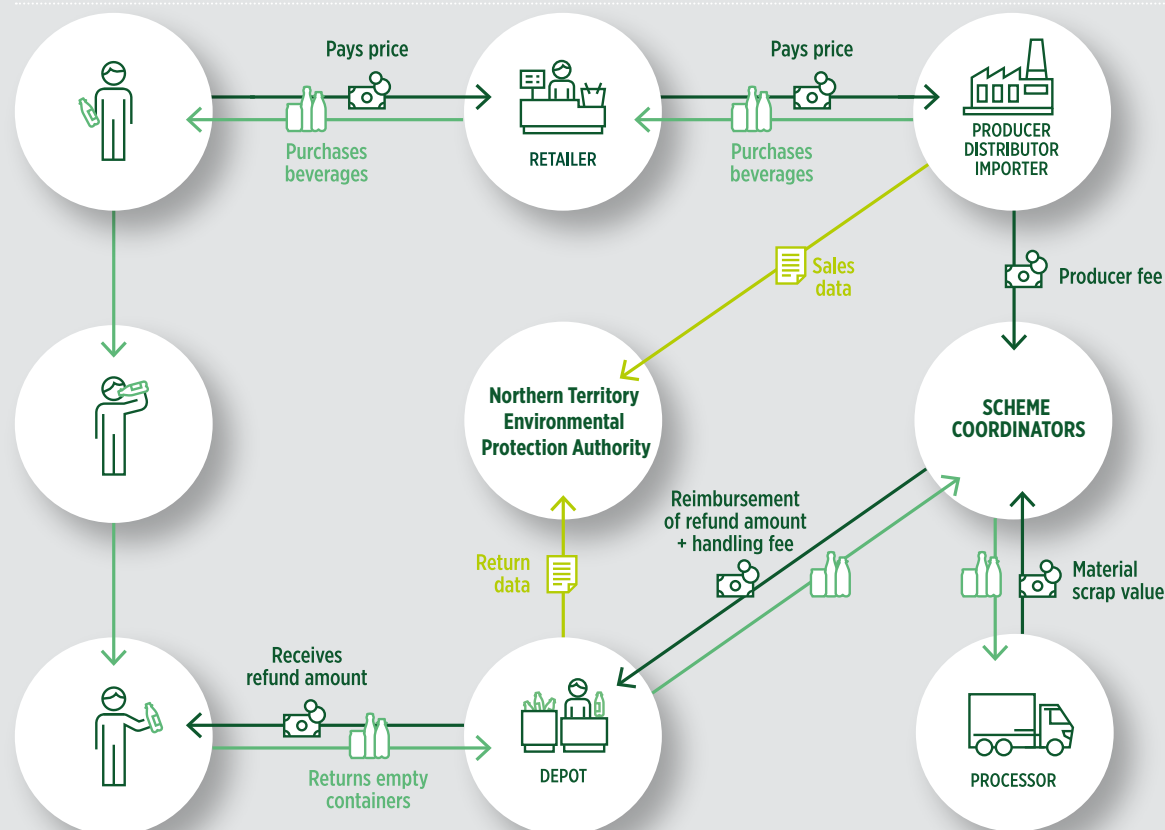 Pays price
Pays price
Purchases
beverages
RETAILER
Purchases
beverages
PRODUCER
DISTRIBUTOR
IMPORTER
Sales
data
Producer fee
Northern Territory
Environmental
Protection Authority
SCHEME
COORDINATORS
Reimbursement
of refund amount
+ handling fee
Return
data
Material
scrap value
Receives
refund amount
Returns empty
containers
DEPOT
PROCESSOR